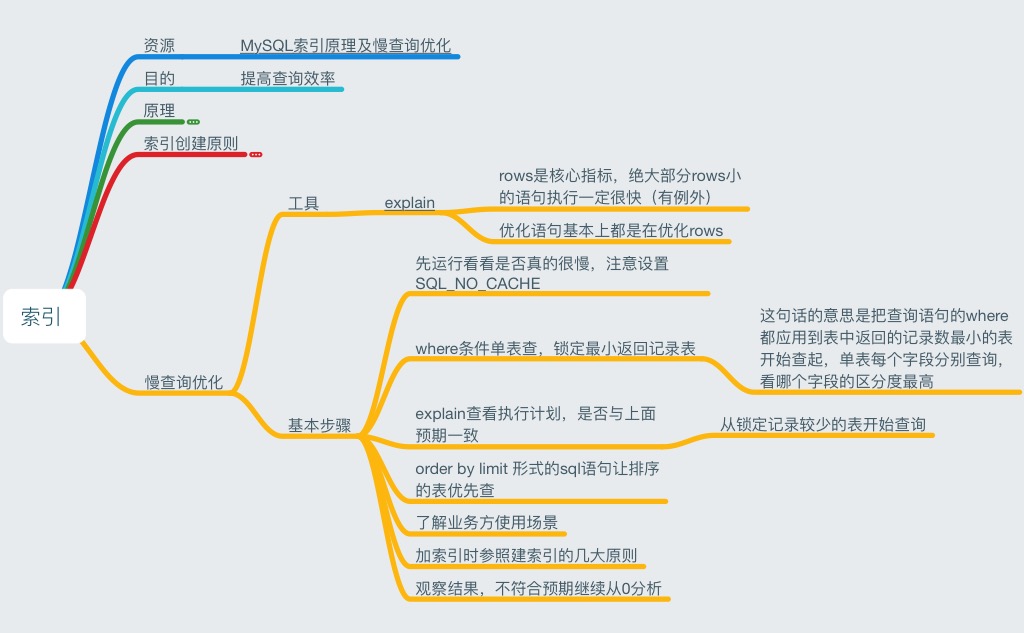 资源
MySQL索引原理及慢查询优化
目的
提高查询效率
原理
索引创建原则
索引
慢查询优化
工具
explain
rows是核心指标，绝大部分rows小
的语句执行一定很快（有例外）
优化语句基本上都是在优化rows
基本步骤
先运行看看是否真的很慢，注意设置
SQL_NO_CACHE
where条件单表查，锁定最小返回记录表
这句话的意思是把查询语句的where
都应用到表中返回的记录数最小的表
开始查起，单表每个字段分别查询，
看哪个字段的区分度最高
explain查看执行计划，是否与上面
预期一致
从锁定记录较少的表开始查询
order by limit 形式的sql语句让排序
的表优先查
了解业务方使用场景
加索引时参照建索引的几大原则
观察结果，不符合预期继续从0分析